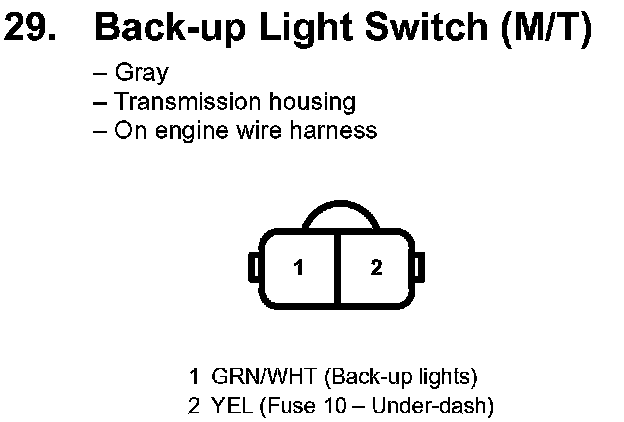 29. Back-up Light Switch (M/T)
– Gray
– Transmission housing
– On engine wire harness
1 2
1 GRN/WHT (Back-up lights)
2 YEL (Fuse 10 – Under-dash)